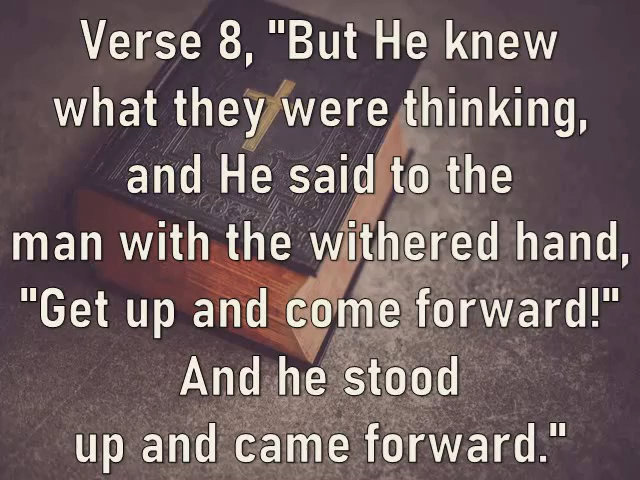 Verse 8, "But He knew
what they were thinking,
and He said to the
man with the withered hand,
"Get up and come forward!"
And he stood
up and came forward."